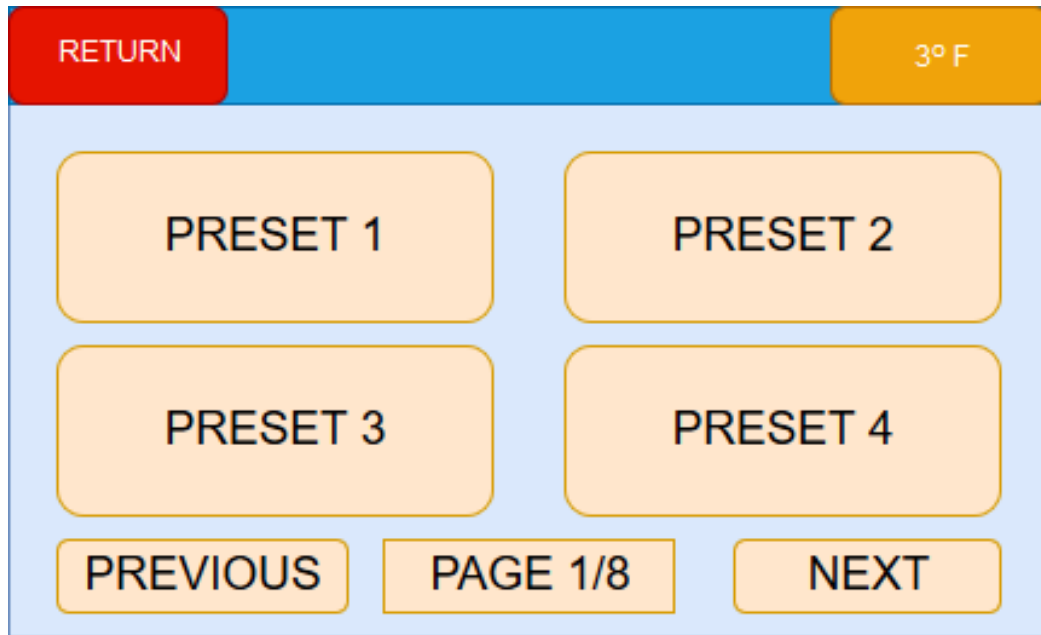 RETURN
3º F
PRESET 1
PRESET 2
PRESET 3
PRESET 4
PREVIOUS
PAGE 1/8
NEXT